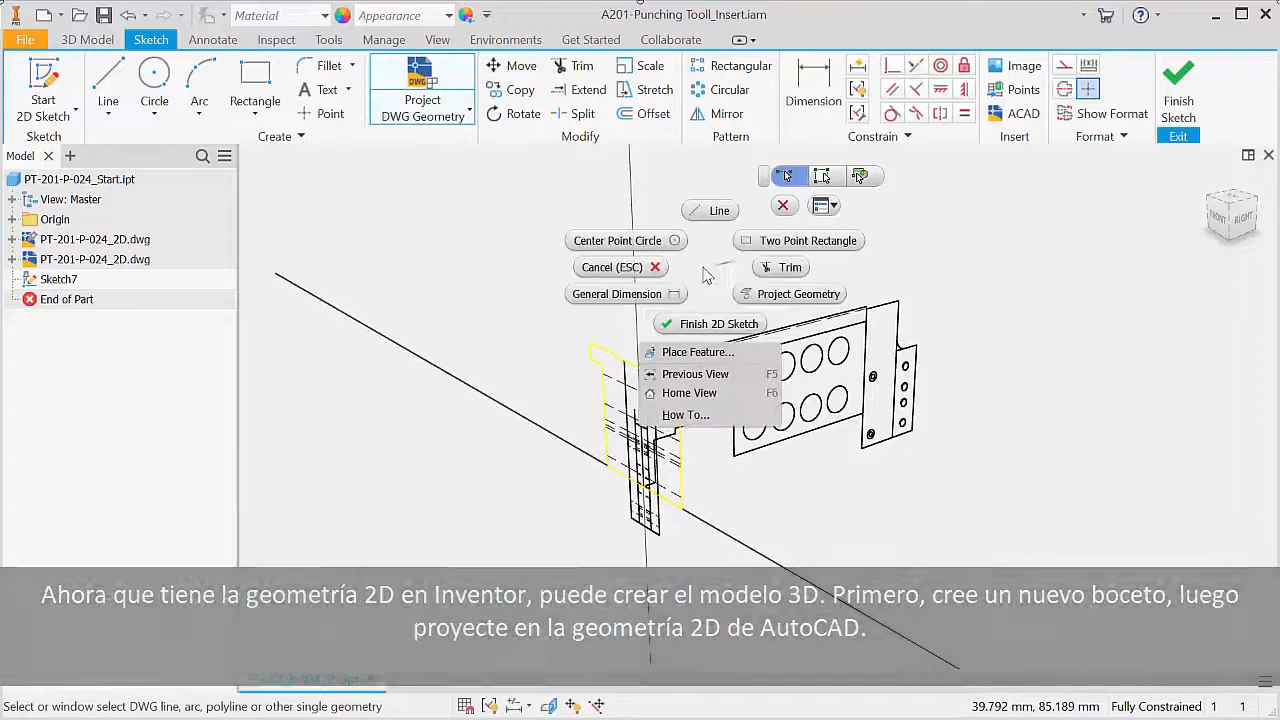 Material
Appearance
A201-Punching Tool_Insert.iam
PRO
File
3D Model
Sketch
Annotate
Inspect
Tools
Manage
View
Environments
Get Started
Collaborate
Start
2D Sketch
Line
Circle
Arc
Rectangle
Fillet
Text
Point
DWG
Project
DWG Geometry
Move
Copy
Rotate
Trim
Extend
Split
Scale
Stretch
Offset
Rectangular
Circular
Mirror
Dimension
Image
Points
ACAD
Show Format
Finish
Sketch
Sketch
Create
Modify
Pattern
Constrain
Insert
Format
Exit
Model
PT-201-P-024_Start.ipt
View: Master
Origin
PT-201-P-024_2D.dwg
PT-201-P-024_2D.dwg
Sketch7
End of Part
Line
Center Point Circle
Two Point Rectangle
Cancel (ESC)
Trim
General Dimension
Project Geometry
Finish 2D Sketch
Place Feature...
Previous View F5
Home View F6
How To...
FRONT
RIGHT
Ahora que tiene la geometría 2D en Inventor, puede crear el modelo 3D. Primero, cree un nuevo boceto, luego
proyecte en la geometría 2D de AutoCAD.
Select or window select DWG line, arc, polyline or other single geometry
39.792 mm, 85.189 mm
Fully Constrained
1
1